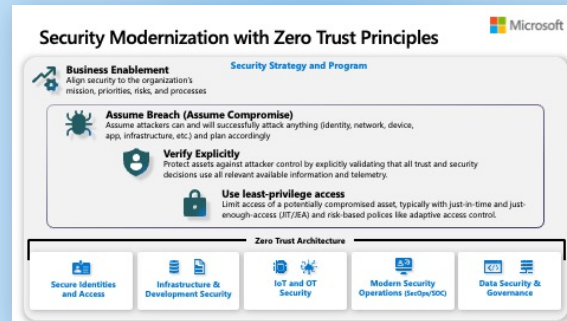 Microsoft
Security Modernization with Zero Trust Principles
Security Strategy and Program
Business Enablement
Align security to the organization's
mission, priorities, risks, and processes
Assume Breach (Assume Compromise)
Assume attackers can and will successfully attack anything (identity, network, device,
app, infrastructure, etc.) and plan accordingly
Verify Explicitly
Protect assets against attacker control by explicitly validating that all trust and security
decisions use all relevant available information and telemetry.
Use least-privilege access
Limit access of a potentially compromised asset, typically with just-in-time and just-
enough-access (JIT/JEA) and risk-based polices like adaptive access control.
Zero Trust Architecture
Secure Identities
and Access
Infrastructure &
Development Security
IoT and OT
Security
Modern Security
Operations (SecOps/SOC)
Data Security &
Governance